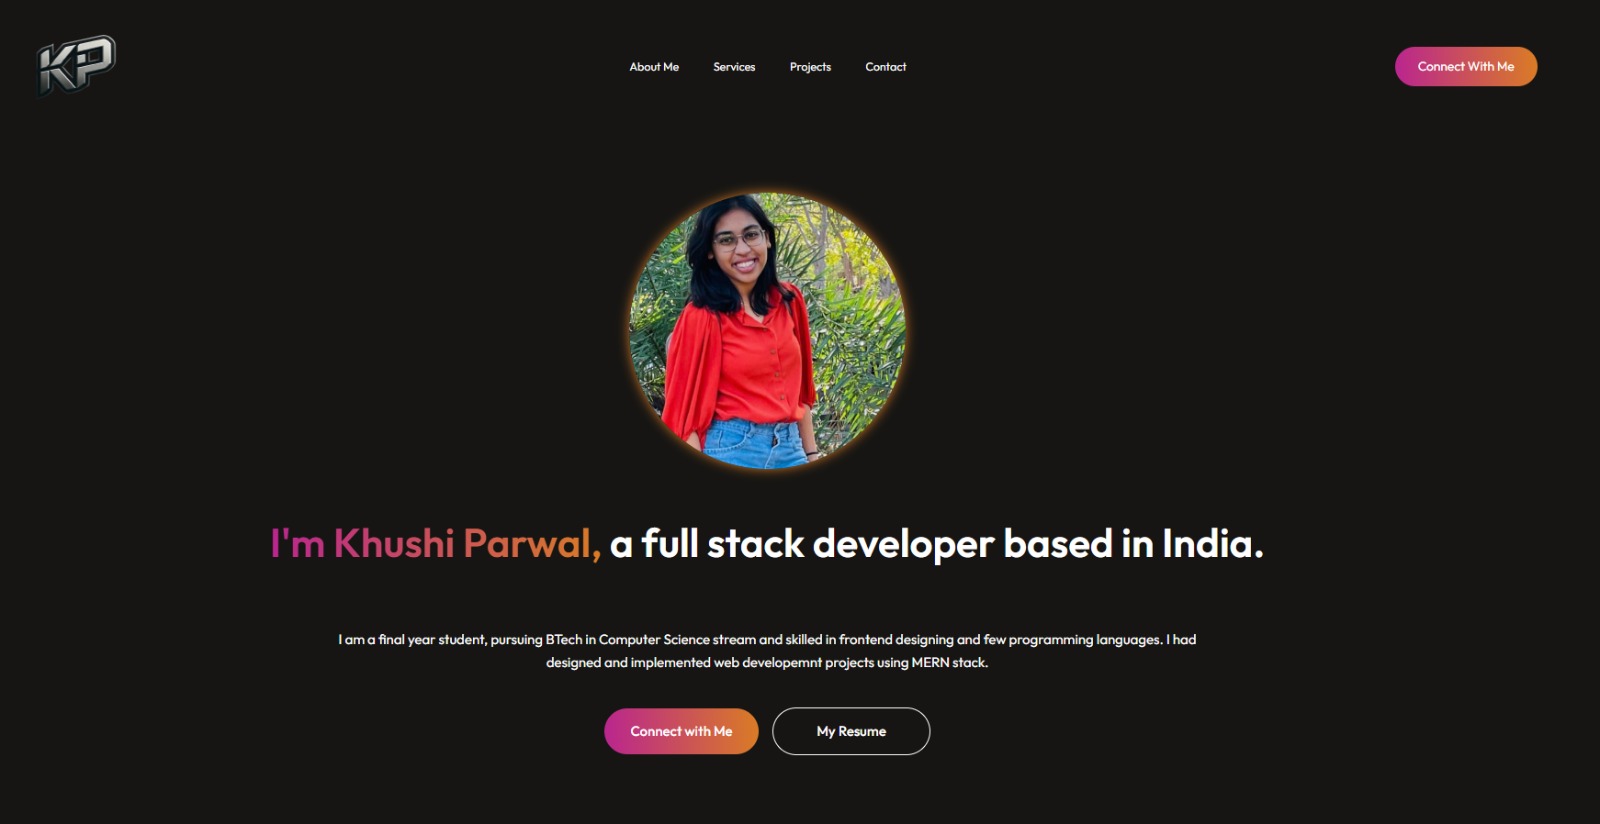 KP
About Me
Services
Projects
Contact
Connect With Me
I'm Khushi Parwal, a full stack developer based in India.
I am a final year student, pursuing BTech in Computer Science stream and skilled in frontend designing and few programming languages. I had
designed and implemented web developemnt projects using MERN stack.
Connect with Me
My Resume